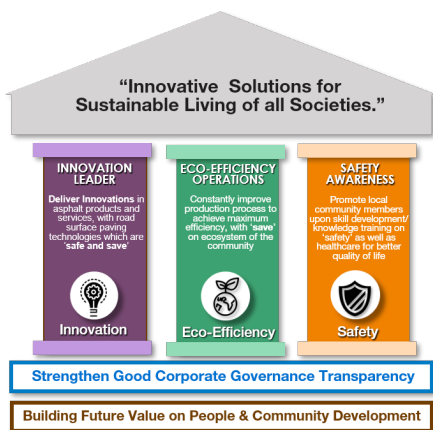 “Innovative Solutions for
Sustainable Living of all Societies.”
INNOVATION
LEADER
Deliver Innovations in
asphalt products and
services, with road
surface paving
technologies which are
‘safe and save’
Innovation
ECO-EFFICIENCY
OPERATIONS
Constantly improve
production process to
achieve maximum
efficiency, with ‘save’
on ecosystem of the
community
Eco-Efficiency
SAFETY
AWARENESS
Promote local
community members
upon skill development/
knowledge training on
‘safety’ as well as
healthcare for better
quality of life
Safety
Strengthen Good Corporate Governance Transparency
Building Future Value on People & Community Development